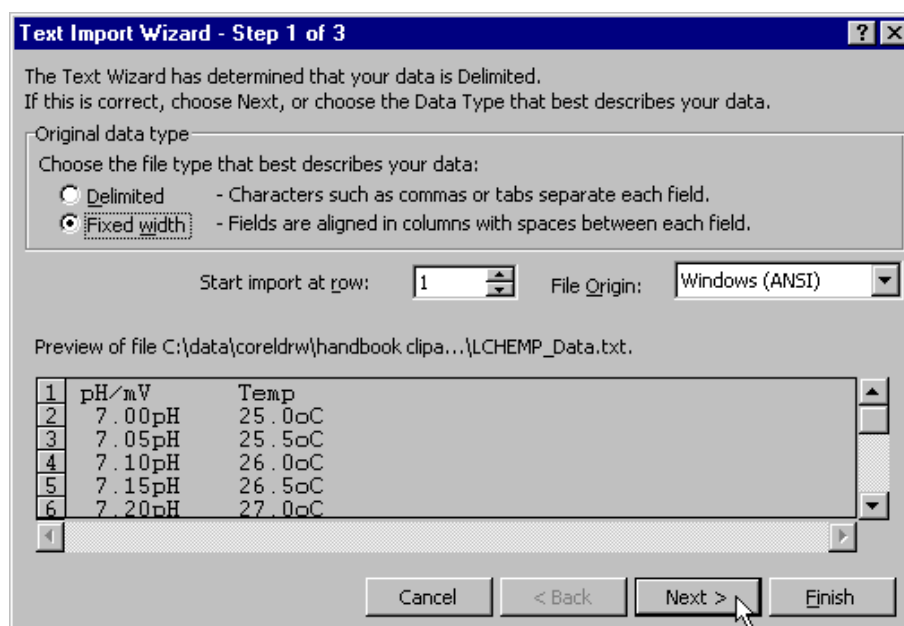 Text Import Wizard - Step 1 of 3
The Text Wizard has determined that your data is Delimited.
If this is correct, choose Next, or choose the Data Type that best describes your data.
Original data type
Choose the file type that best describes your data:
Delimited - Characters such as commas or tabs separate each field.
Fixed width - Fields are aligned in columns with spaces between each field.
Start import at row: 1 File Origin: Windows (ANSI)
Preview of file C:\data\coreldrw\handbook clipa...\LCHEMP_Data.txt.
1 pH/mV Temp
2 7.00pH 25.0oC
3 7.05pH 25.5oC
4 7.10pH 26.0oC
5 7.15pH 26.5oC
6 7.20pH 27.0oC
Cancel < Back Next > Finish